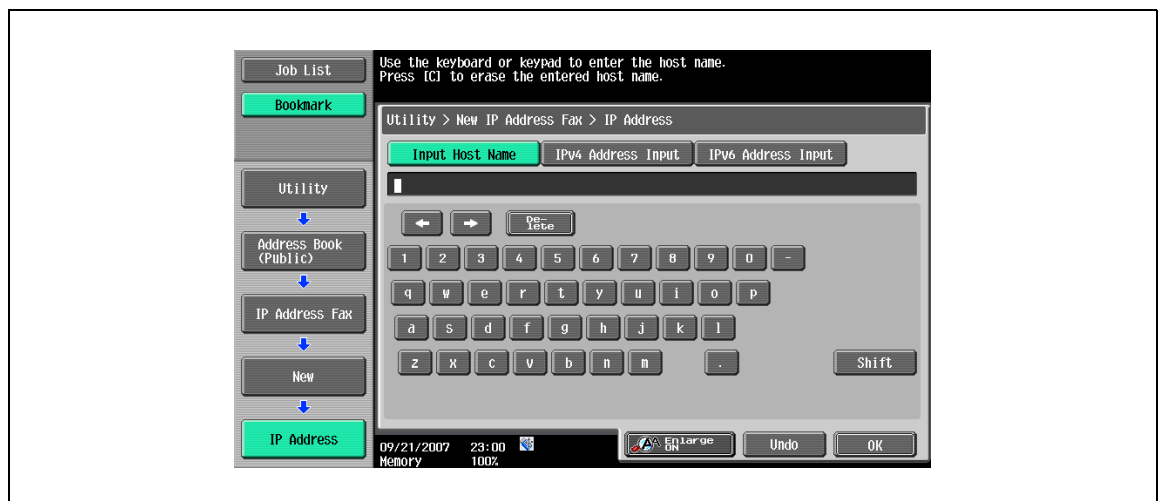 Job List
Bookmark
Use the keyboard or keypad to enter the host name.
Press [C] to erase the entered host name.
Utility > New IP Address Fax > IP Address
Input Host Name IPv4 Address Input IPv6 Address Input
Utility
Address Book
(Public)
IP Address Fax
New
IP Address
De-
lete
1 2 3 4 5 6 7 8 9 0 -
q w e r t y u i o p
a s d f g h j k l
z x c v b n m . Shift
09/21/2007 23:00
Memory 100%
Enlarge
ON
Undo
OK